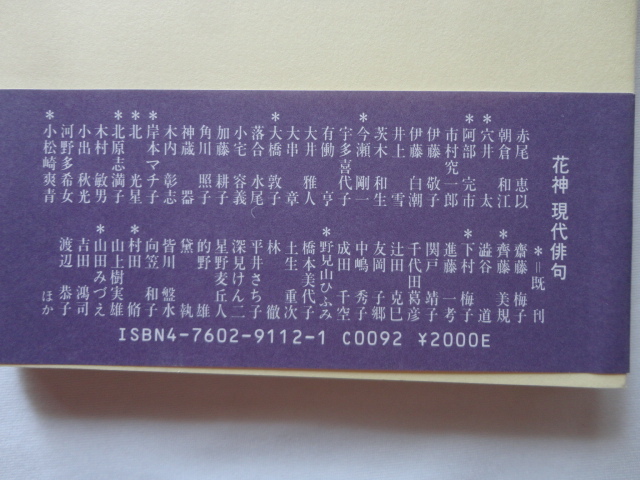 花神 現代俳句
*=既刊
赤尾 恵以
朝倉 和江
*穴井 太
*阿部 完市
市村究一郎
伊藤 敬子
伊藤 白潮
井上 雪
茨木 和生
*今瀬 剛一
宇多喜代子
有働 亨
大井 雅人
大串 章
*大橋 敦子
落合 水尾
小宅 容義
加藤 耕子
角川 照子
神蔵 器
木内 彰志
*岸本マチ子
*北 光星
*北原志満子
木村 敏男
小出 秋光
河野多希女
*小松崎爽青
齋藤 梅子
*齊藤 美規
澁谷 道
*下村 梅子
進藤 一考
関戸 靖子
千代田葛彦
辻田 克巳
友岡 子郷
中嶋 秀子
成田 千空
*野見山ひふみ
橋本美代子
土生 重次
林 徹
平井さち子
深見けん二
星野麦丘人
的野 雄
黛 執
皆川 盤水
向笠 和子
*村田 脩
山上樹実雄
*山田みづえ
吉田 鴻司
渡辺 恭子
ほか
ISBN4-7602-9112-1 C0092 ¥2000E